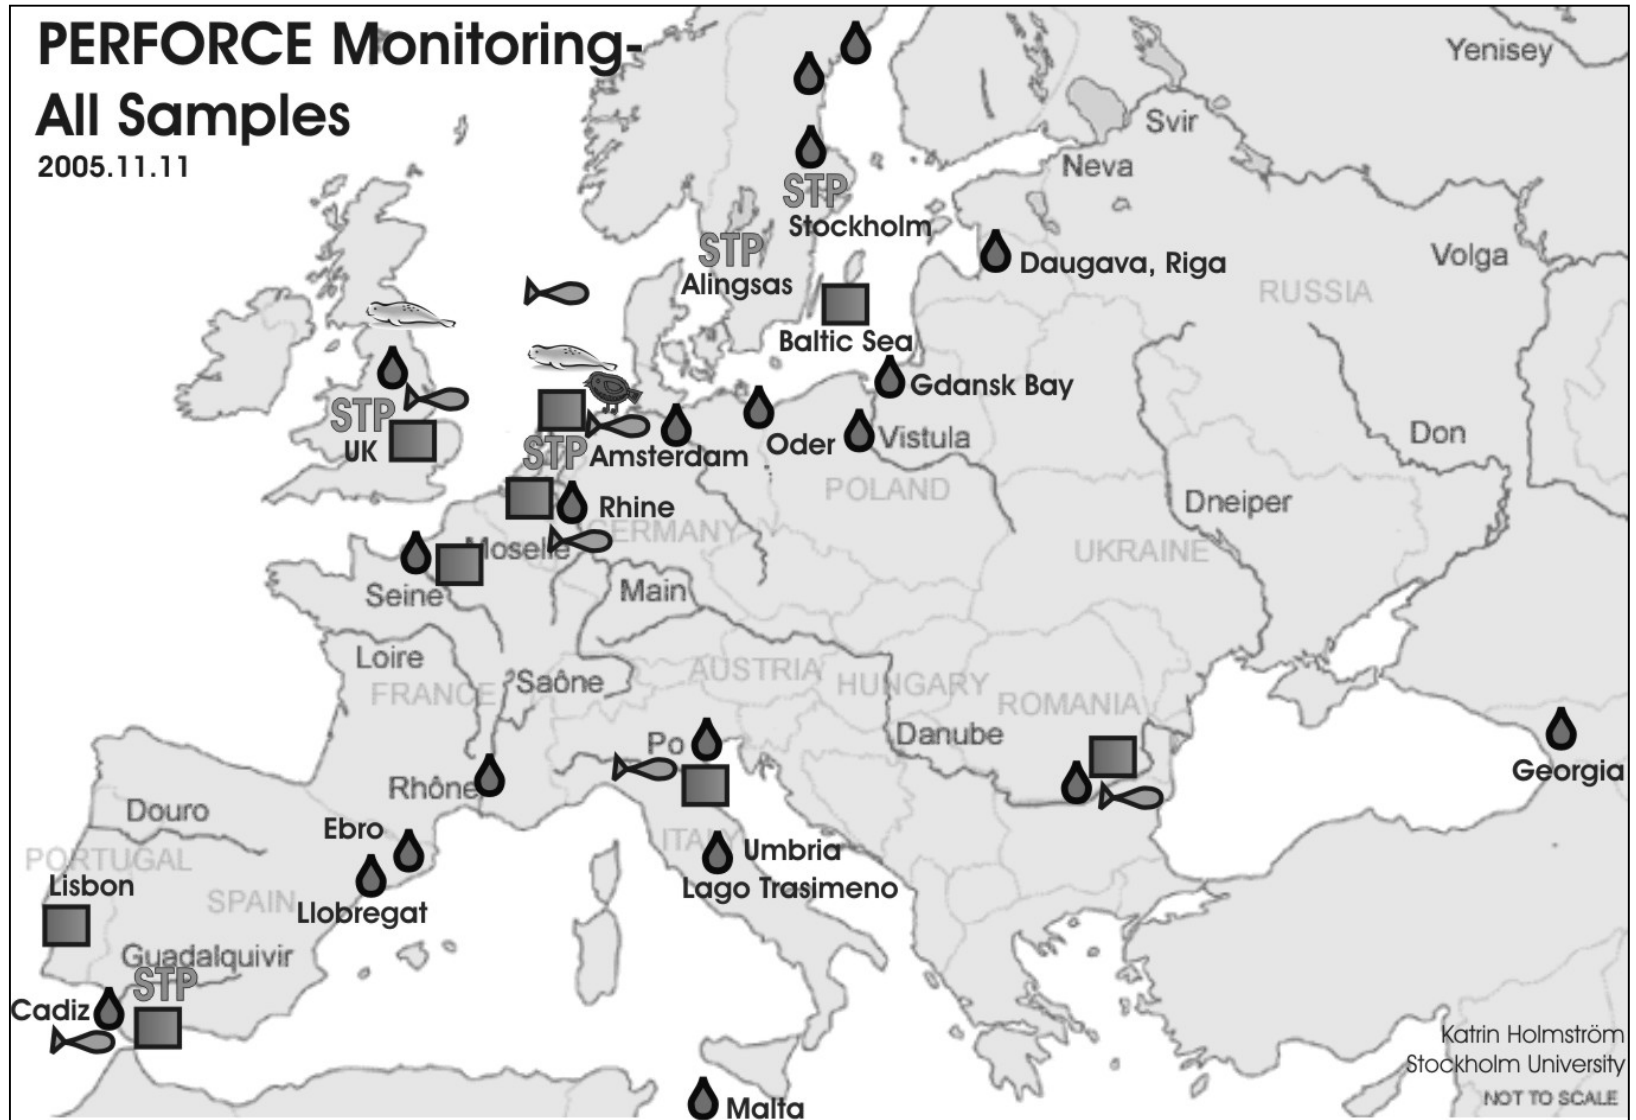 PERFORCE Monitoring-
All Samples
2005.11.11
Yenisey
Svir
Neva
STP
Stockholm
Volga
STP
Alingsas
Daugava, Riga
RUSSIA
Baltic Sea
Gdansk Bay
STP
UK
STP
Amsterdam
Oder
Vistula
Don
Rhine
POLAND
Dneiper
GERMANY
Moselle
UKRAINE
Seine
Main
Loire
AUSTRIA
FRANCE
Saône
HUNGARY
ROMANIA
Po
Danube
Georgia
Rhône
Douro
Ebro
ITALY
Umbria
PORTUGAL
Lisbon
Lago Trasimeno
SPAIN
Llobregat
Guadalquivir
STP
Cadiz
Katrin Holmström
Stockholm University
NOT TO SCALE
Malta